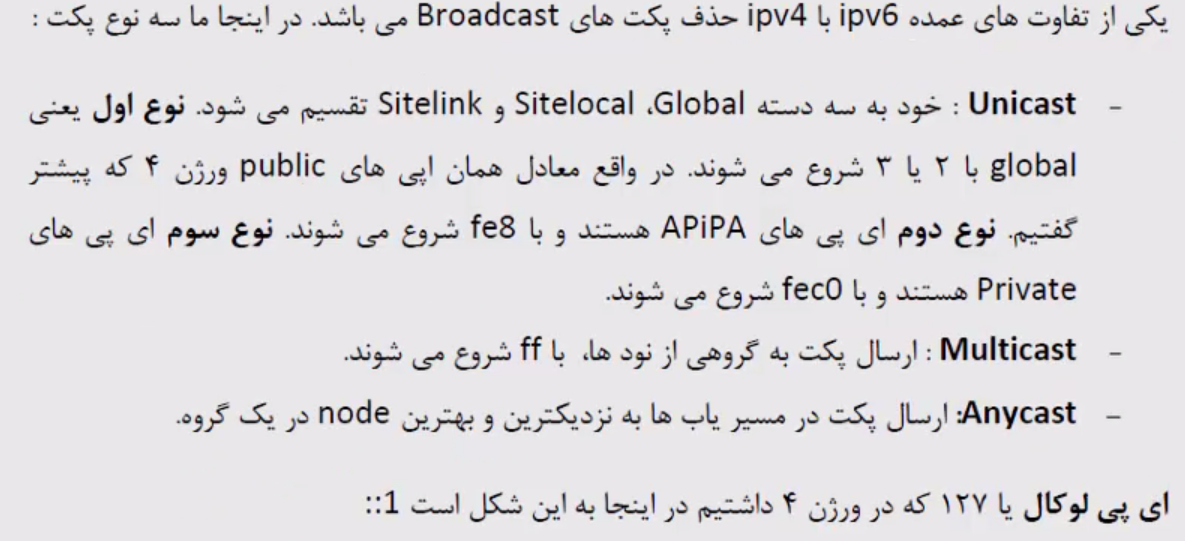 یکی از تفاوت های عمده ipv6 با ipv4 حذف پکت های Broadcast می باشد. در اینجا ما سه نوع پکت :
- Unicast : خود به سه دسته Global، Sitelocal و Sitelink تقسیم می شود. نوع اول یعنی
global با ۲ یا ۳ شروع می شوند. در واقع معادل همان ایپی های public ورژن ۴ که پیشتر
گفتیم. نوع دوم ای پی های APiPA هستند و با fe8 شروع می شوند. نوع سوم ای پی های
Private هستند و با fec0 شروع می شوند.
- Multicast : ارسال پکت به گروهی از نود ها، با ff شروع می شوند.
- Anycast: ارسال پکت در مسیر یاب ها به نزدیکترین و بهترین node در یک گروه.
ای پی لوکال یا ۱۲۷ که در ورژن ۴ داشتیم در اینجا به این شکل است 1::